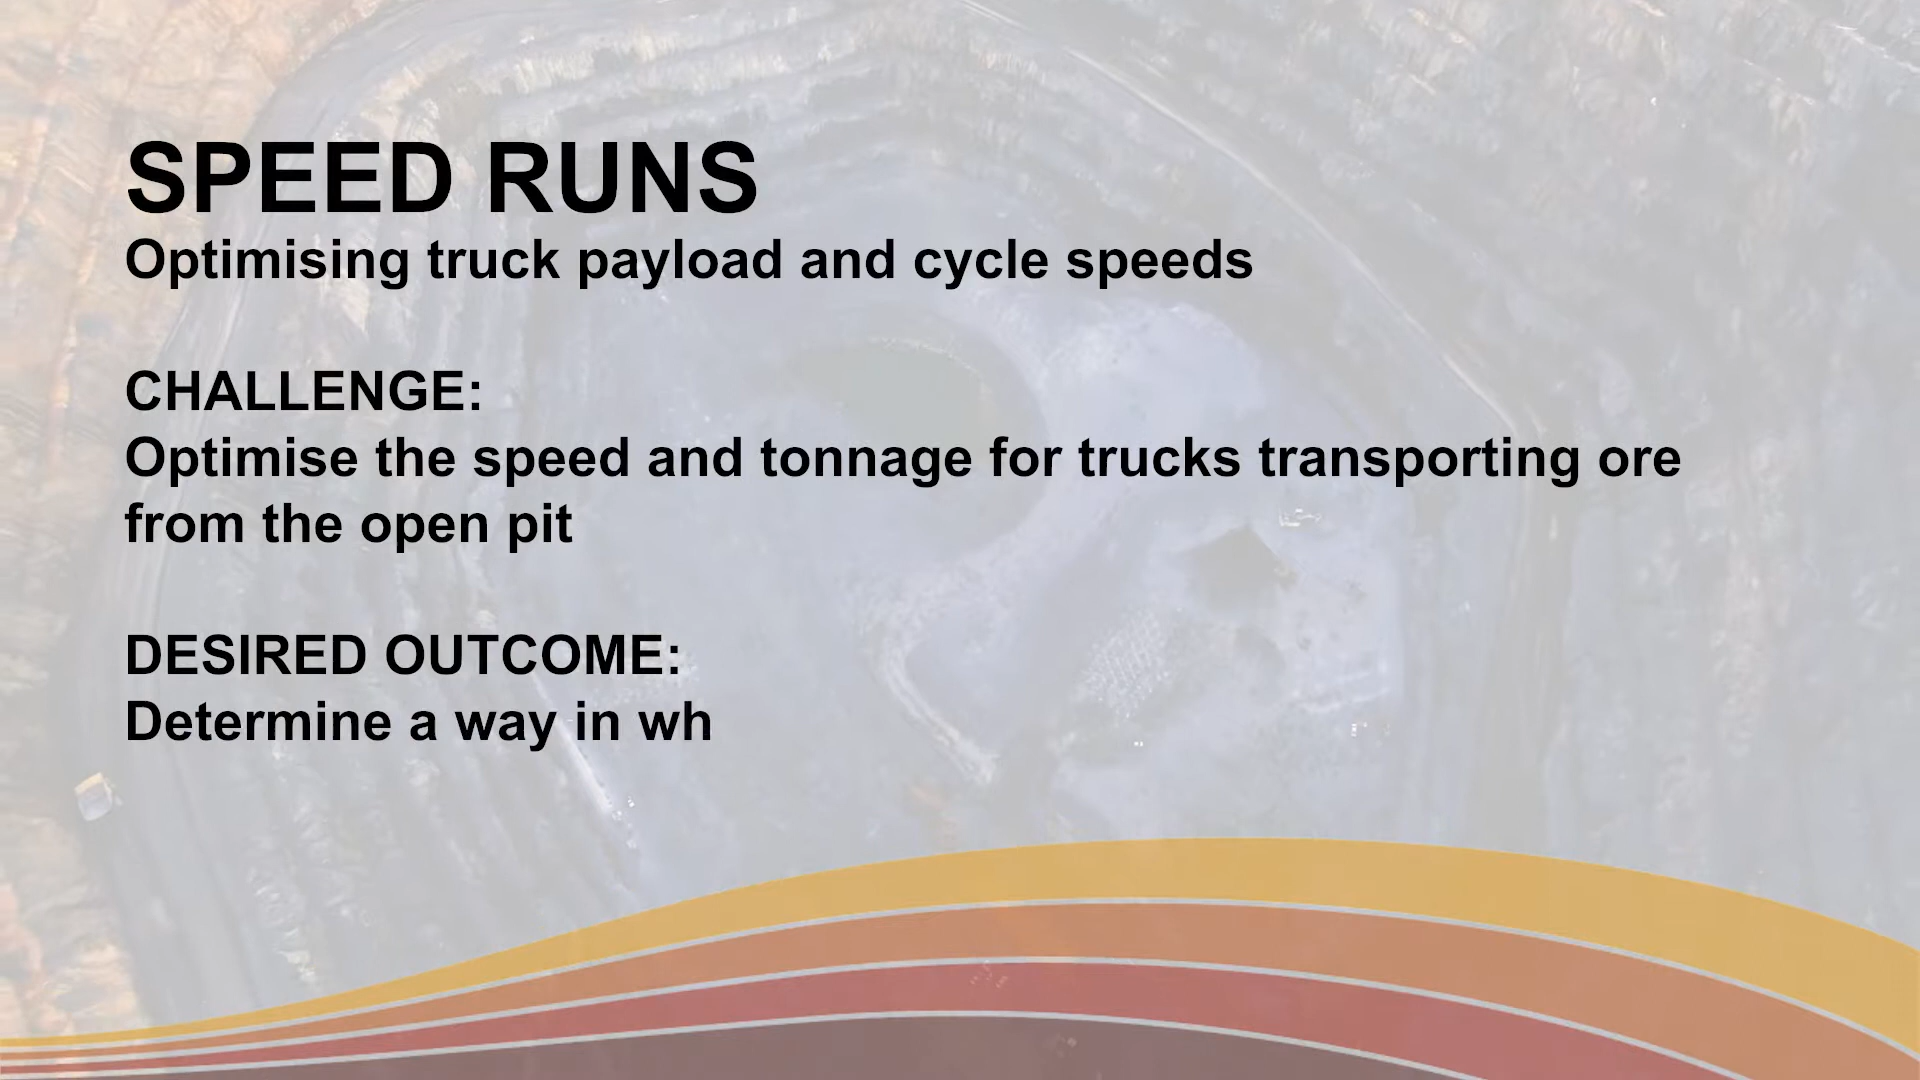 SPEED RUNS
Optimising truck payload and cycle speeds
CHALLENGE:
Optimise the speed and tonnage for trucks transporting ore
from the open pit
DESIRED OUTCOME:
Determine a way in wh